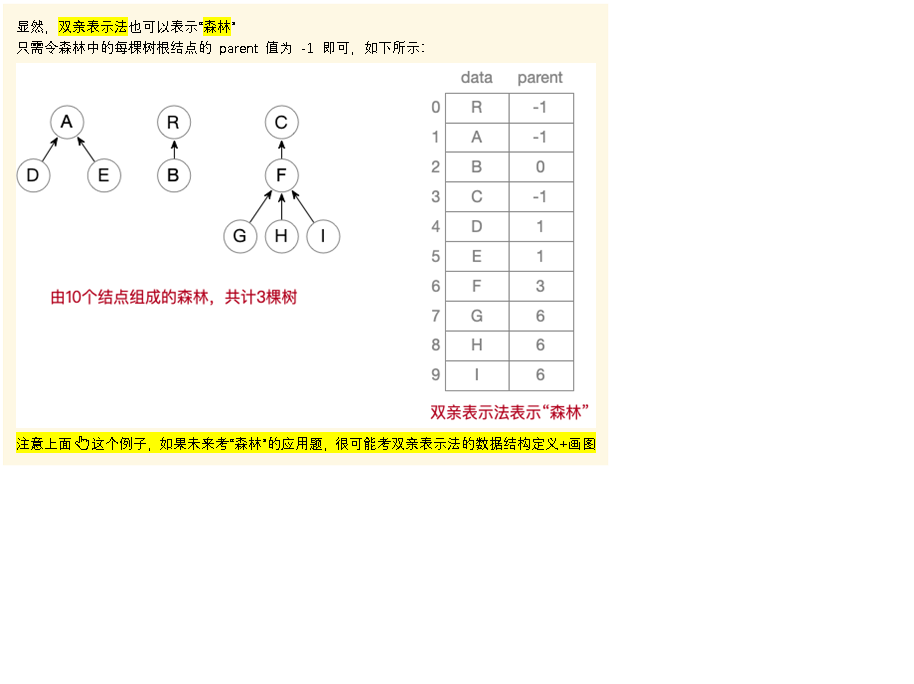 显然，双亲表示法也可以表示“森林”
只需令森林中的每棵树根结点的 parent 值为 -1 即可，如下所示：
data parent
0 R -1
1 A -1
2 B 0
3 C -1
4 D 1
5 E 1
6 F 3
7 G 6
8 H 6
9 I 6
A R C
D E B F
G H I
由10个结点组成的森林，共计3棵树
双亲表示法表示“森林”
注意上面👆这个例子，如果未来考“森林”的应用题，很可能考双亲表示法的数据结构定义+画图